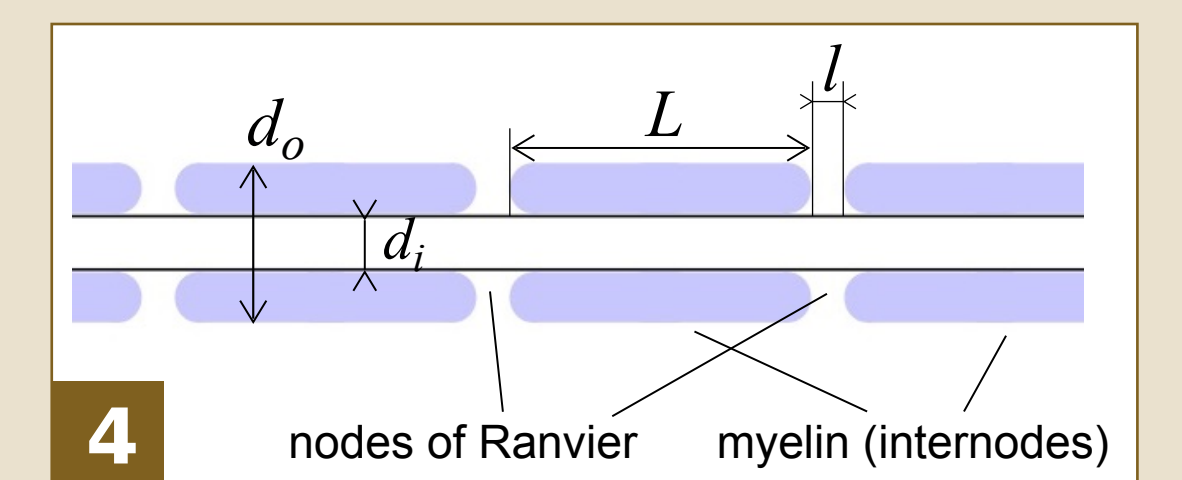 l
L
d_o
d_i
nodes of Ranvier myelin (internodes)
4